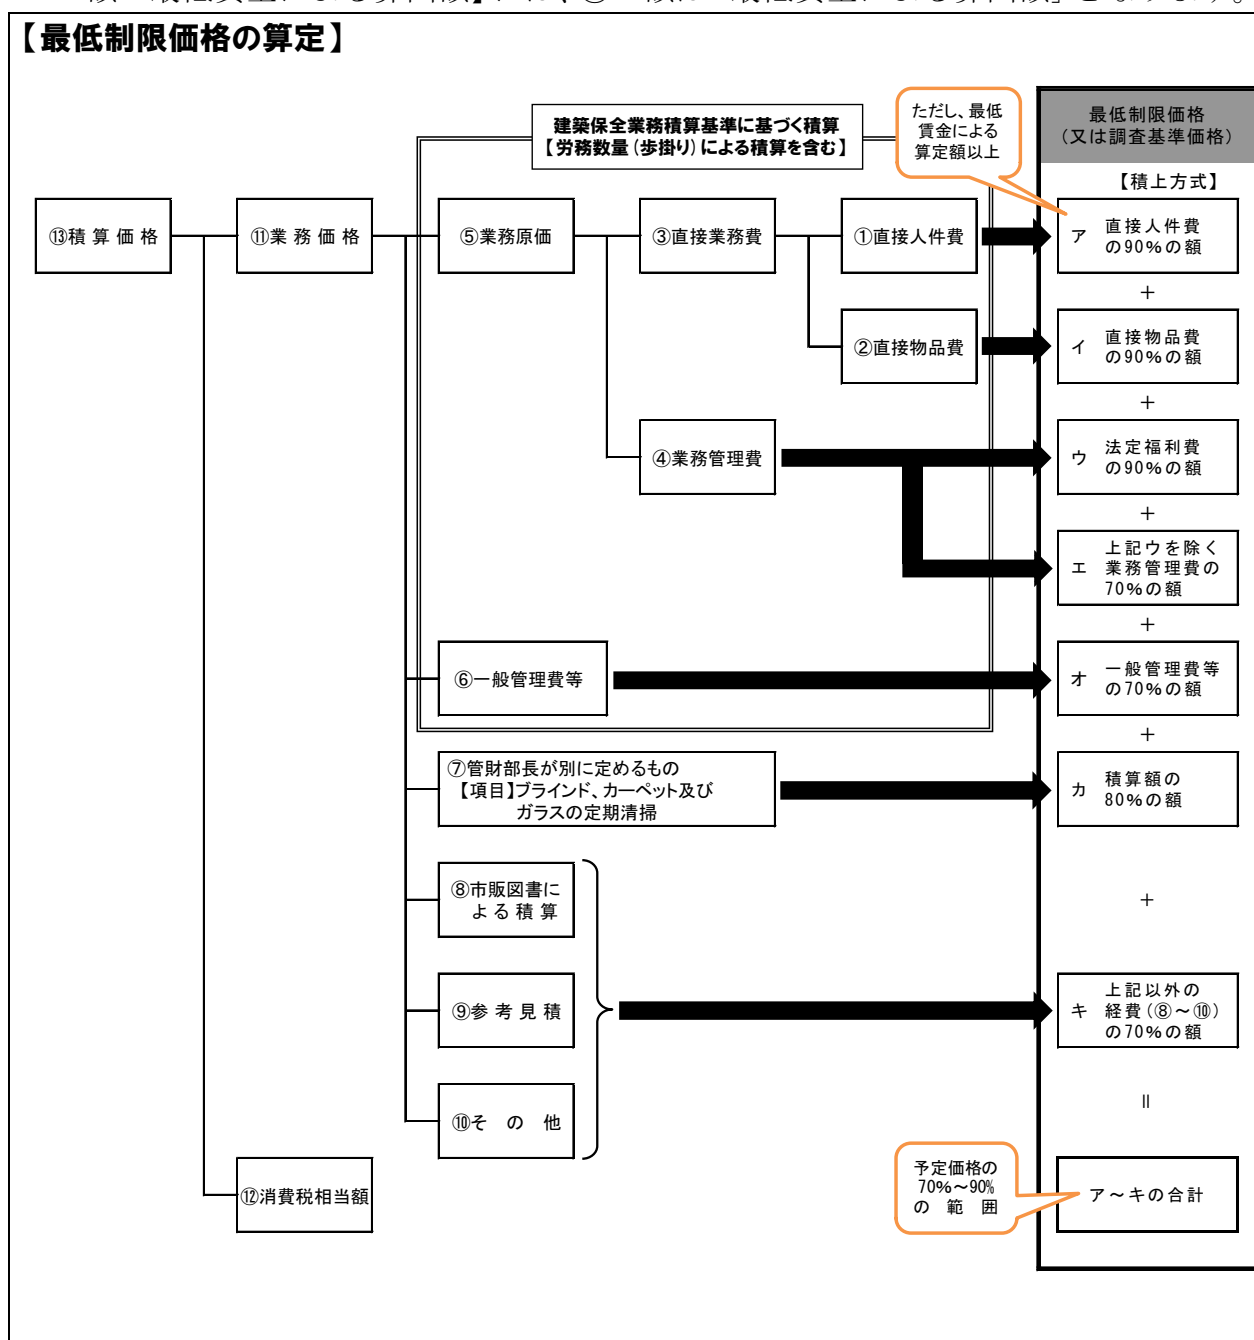 【最低制限価格の算定】
建築保全業務積算基準に基づく積算
【労務数量（歩掛り）による積算を含む】
ただし、最低
賃金による
算定額以上
最低制限価格
（又は調査基準価格）
【積上方式】
⑬積算価格
⑪業務価格
⑤業務原価
③直接業務費
①直接人件費
ア 直接人件費
の90％の額
＋
②直接物品費
イ 直接物品費
の90％の額
＋
④業務管理費
ウ 法定福利費
の90％の額
＋
エ 上記ウを除く
業務管理費の
70％の額
＋
⑥一般管理費等
オ 一般管理費等
の70％の額
＋
⑦管財部長が別に定めるもの
【項目】ブラインド、カーペット及び
ガラスの定期清掃
カ 積算額の
80％の額
＋
⑧市販図書に
よる積算
⑨参考見積
キ 上記以外の
経費（⑧～⑩）
の70％の額
＝
⑩その他
⑫消費税相当額
予定価格の
70％～90％
の範囲
ア～キの合計